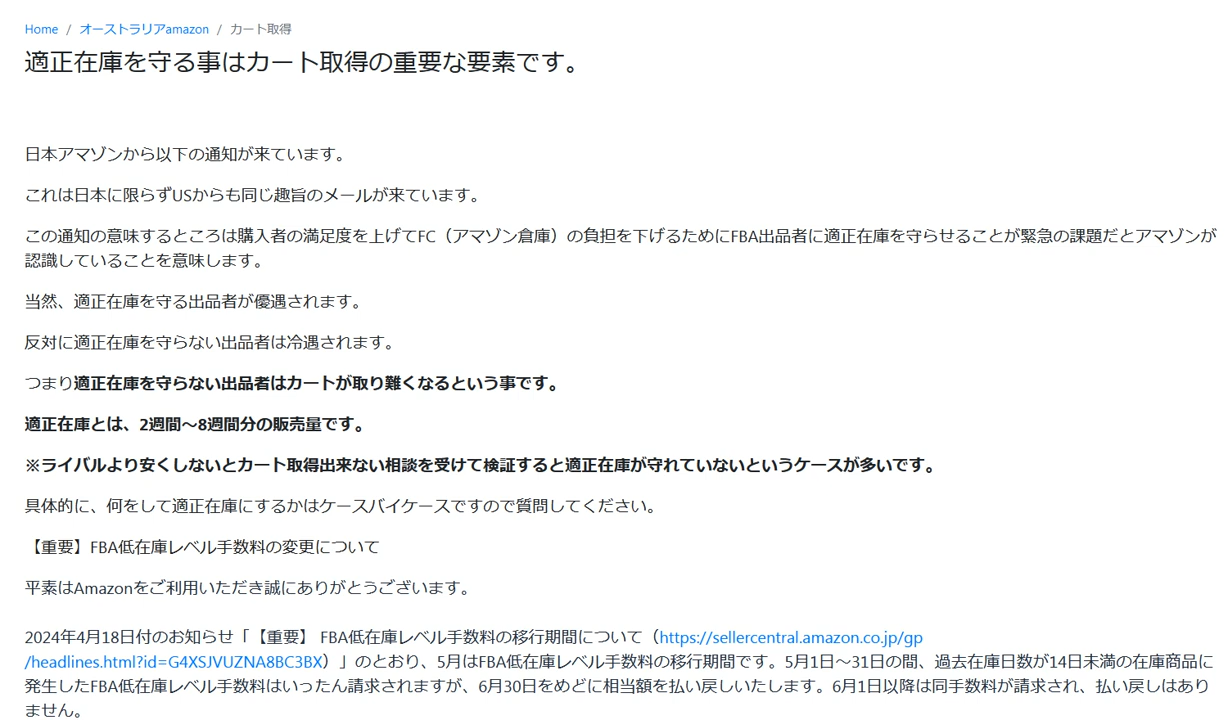 Home / オーストラリアamazon / カート取得
適正在庫を守る事はカート取得の重要な要素です。
日本アマゾンから以下の通知が来ています。
これは日本に限らずUSからも同じ趣旨のメールが来ています。
この通知の意味するところは購入者の満足度を上げてFC（アマゾン倉庫）の負担を下げるためにFBA出品者に適正在庫を守らせることが緊急の課題だとアマゾンが
認識していることを意味します。
当然、適正在庫を守る出品者が優遇されます。
反対に適正在庫を守らない出品者は冷遇されます。
つまり適正在庫を守らない出品者はカートが取り難くなるという事です。
適正在庫とは、2週間～8週間分の販売量です。
※ライバルより安くしないとカート取得出来ない相談を受けて検証すると適正在庫が守れていないというケースが多いです。
具体的に、何をして適正在庫にするかはケースバイケースですので質問してください。
【重要】FBA低在庫レベル手数料の変更について
平素はAmazonをご利用いただき誠にありがとうございます。
2024年4月18日付のお知らせ「【重要】 FBA低在庫レベル手数料の移行期間について（https://sellercentral.amazon.co.jp/gp
/headlines.html?id=G4XSJVUZNA8BC3BX）」のとおり、5月はFBA低在庫レベル手数料の移行期間です。5月1日～31日の間、過去在庫日数が14日未満の在庫商品に
発生したFBA低在庫レベル手数料はいったん請求されますが、6月30日をめどに相当額を払い戻しいたします。6月1日以降は同手数料が請求され、払い戻しはあり
ません。